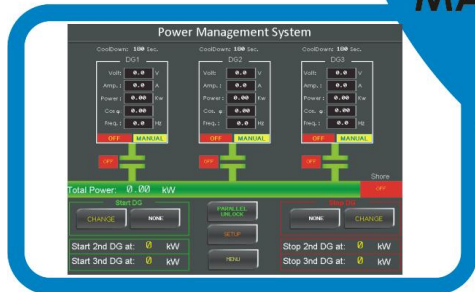 MA
Power Management System
CoolDown: 180 Sec. CoolDown: 180 Sec. CoolDown: 180 Sec.
DG1 DG2 DG3
Volt: 0.0 V Volt: 0.0 V Volt: 0.0 V
Amp.: 0.0 A Amp.: 0.0 A Amp.: 0.0 A
Power: 0.00 Kw Power: 0.00 Kw Power: 0.00 Kw
Cos φ: 0.00 Cos. φ: 0.00 Cos. φ: 0.00
Freq.: 0.0 Hz Freq.: 0.0 Hz Freq.: 0.0 Hz
OFF MANUAL OFF MANUAL OFF MANUAL
OFF OFF OFF
Shore
Total Power: 0.00 kW OFF
Start DG PARALLEL UNLOCK Stop DG
CHANGE NONE NONE CHANGE
SETUP
Start 2nd DG at: 0 kW Stop 2nd DG at: 0 kW
MENU
Start 3nd DG at: 0 kW Stop 3nd DG at: 0 kW